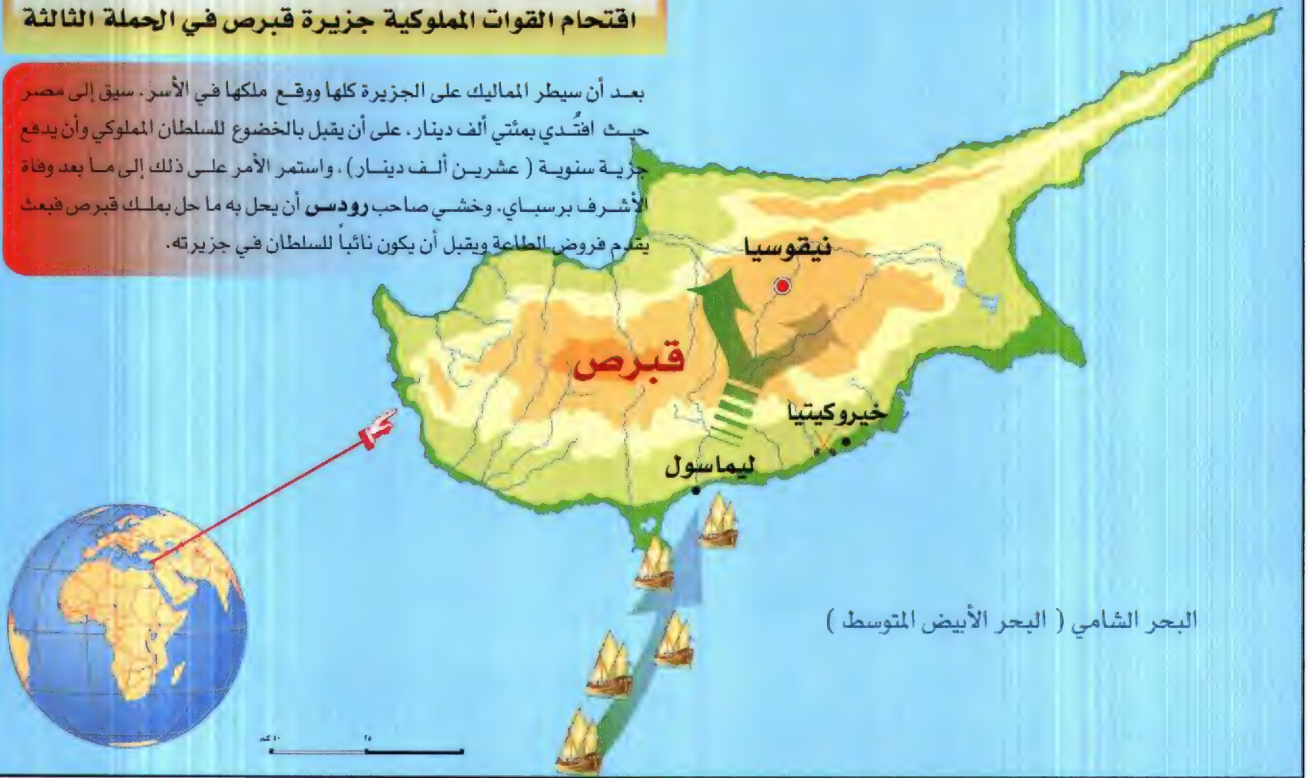 اقتحام القوات المملوكية جزيرة قبرص في الحملة الثالثة
بعد أن سيطر المماليك على الجزيرة كلها ووقع ملكها في الأسر. سيق إلى مصر
حيث افتُدي بمئتي ألف دينار، على أن يقبل بالخضوع للسلطان المملوكي وأن يدفع
جزية سنوية ( عشرين ألف دينار )، واستمر الأمر على ذلك إلى ما بعد وفاة
الأشرف برسباي. وخشي صاحب رودس أن يحل به ما حل بملك قبرص فبعث
يقدم فروض الطاعة ويقبل أن يكون نائباً للسلطان في جزيرته.
نيقوسيا
قبرص
خيروكيتيا
ليماسول
البحر الشامي ( البحر الأبيض المتوسط )
٢٥
كم